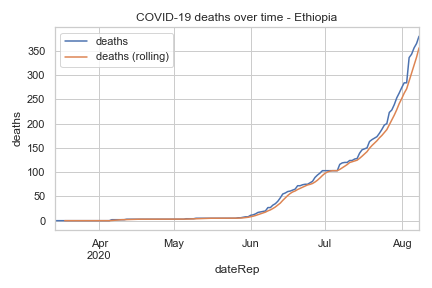 COVID-19 deaths over time - Ethiopia
deaths
deaths (rolling)
350
300
250
200
150
100
50
0
deaths
Apr
2020
May
Jun
Jul
Aug
dateRep